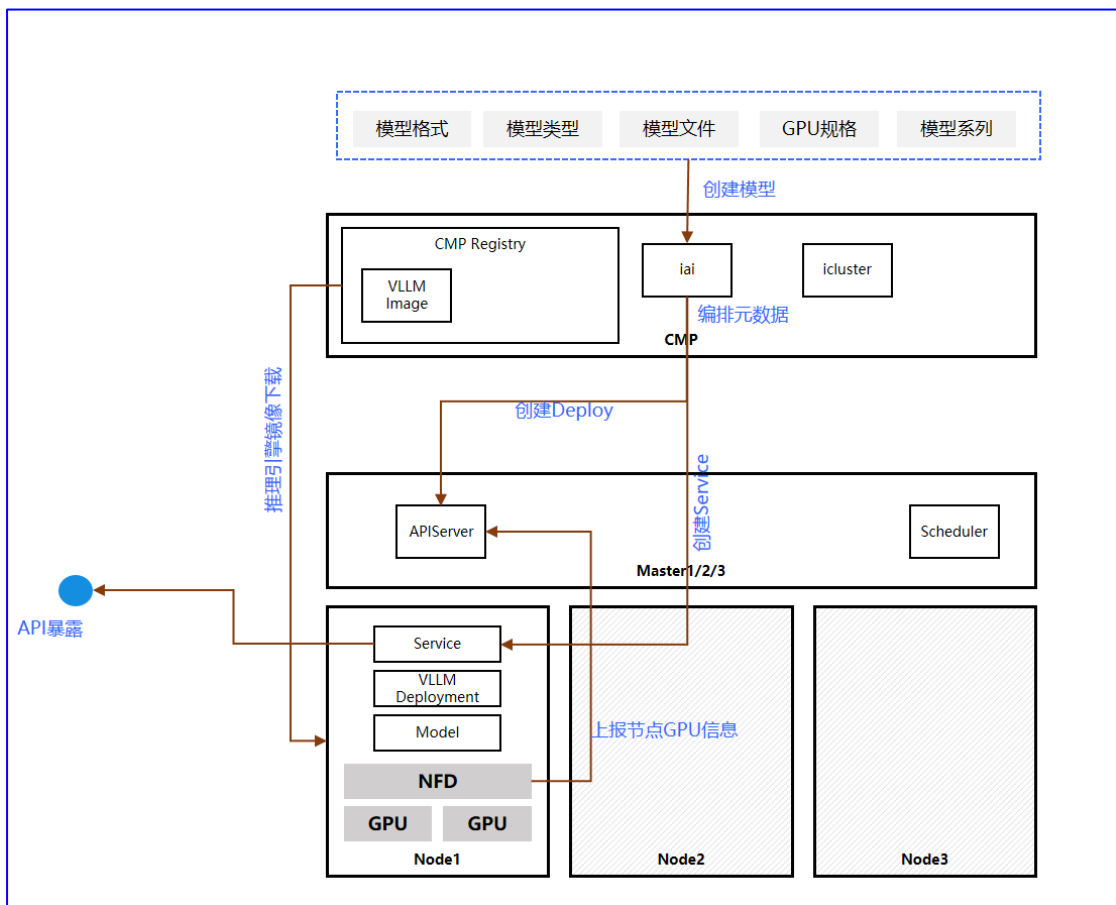 模型格式
模型类型
模型文件
GPU规格
模型系列
创建模型
CMP Registry
VLLM
Image
iai
icluster
编排元数据
CMP
推理引擎镜像下载
创建Deploy
创建Service
APIServer
Scheduler
Master1/2/3
API暴露
Service
VLLM
Deployment
Model
上报节点GPU信息
NFD
GPU
GPU
Node1
Node2
Node3